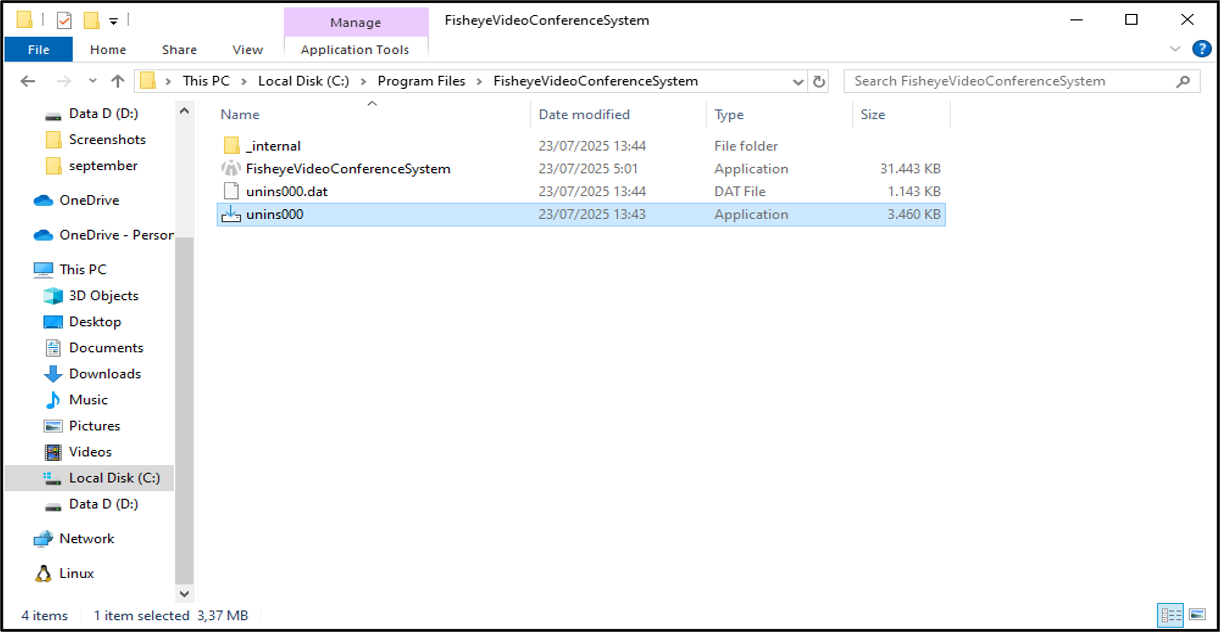 Manage
FisheyeVideoConferenceSystem
File Home Share View Application Tools
This PC Local Disk (C:) Program Files FisheyeVideoConferenceSystem Search FisheyeVideoConferenceSystem
Name Date modified Type Size
_internal 23/07/2025 13:44 File folder
FisheyeVideoConferenceSystem 23/07/2025 5:01 Application 31.443 KB
unins000.dat 23/07/2025 13:44 DAT File 1.143 KB
unins000 23/07/2025 13:43 Application 3.460 KB
Data D (D:)
Screenshots
september
OneDrive
OneDrive - Person
This PC
3D Objects
Desktop
Documents
Downloads
Music
Pictures
Videos
Local Disk (C:)
Data D (D:)
Network
Linux
4 items 1 item selected 3,37 MB